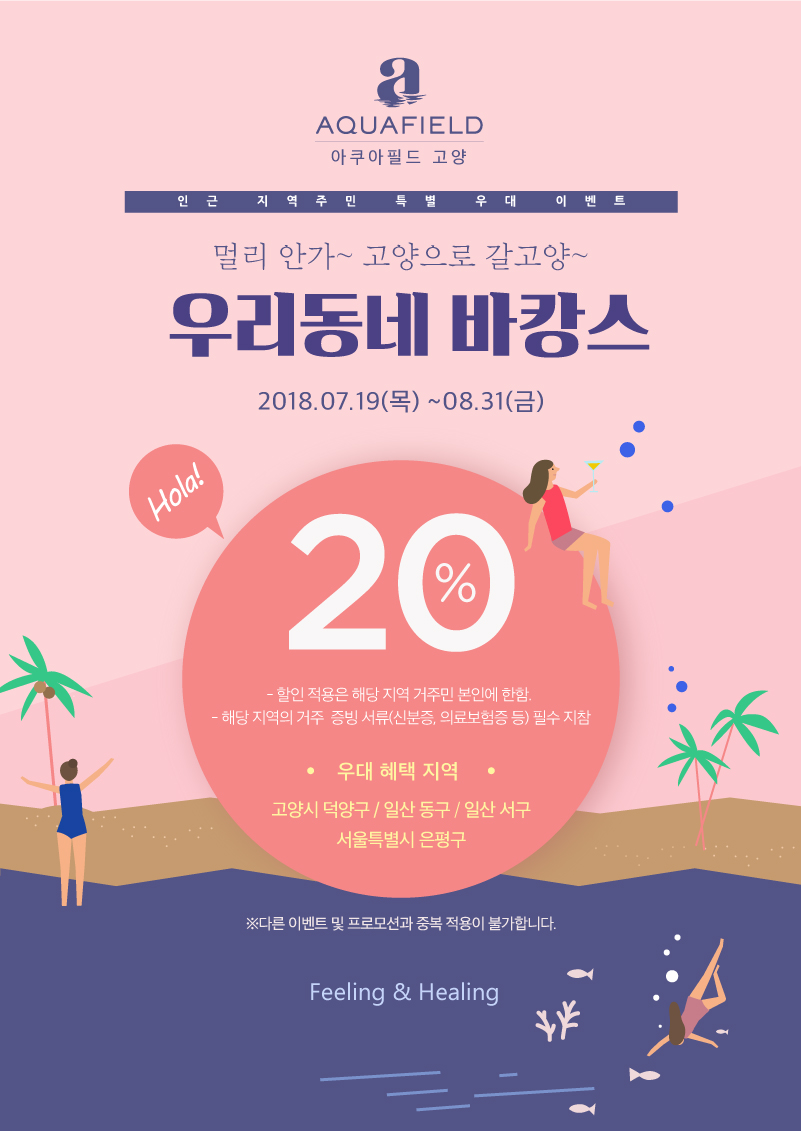 a
AQUAFIELD
아쿠아필드 고양
인근 지역주민 특별 우대 이벤트
멀리 안가~ 고양으로 갈고양~
우리동네 바캉스
2018.07.19(목) ~08.31(금)
Hola!
20%
- 할인 적용은 해당 지역 거주민 본인에 한함.
- 해당 지역의 거주 증빙 서류(신분증, 의료보험증 등) 필수 지참
• 우대 혜택 지역 •
고양시 덕양구 / 일산 동구 / 일산 서구
서울특별시 은평구
※다른 이벤트 및 프로모션과 중복 적용이 불가합니다.
Feeling & Healing